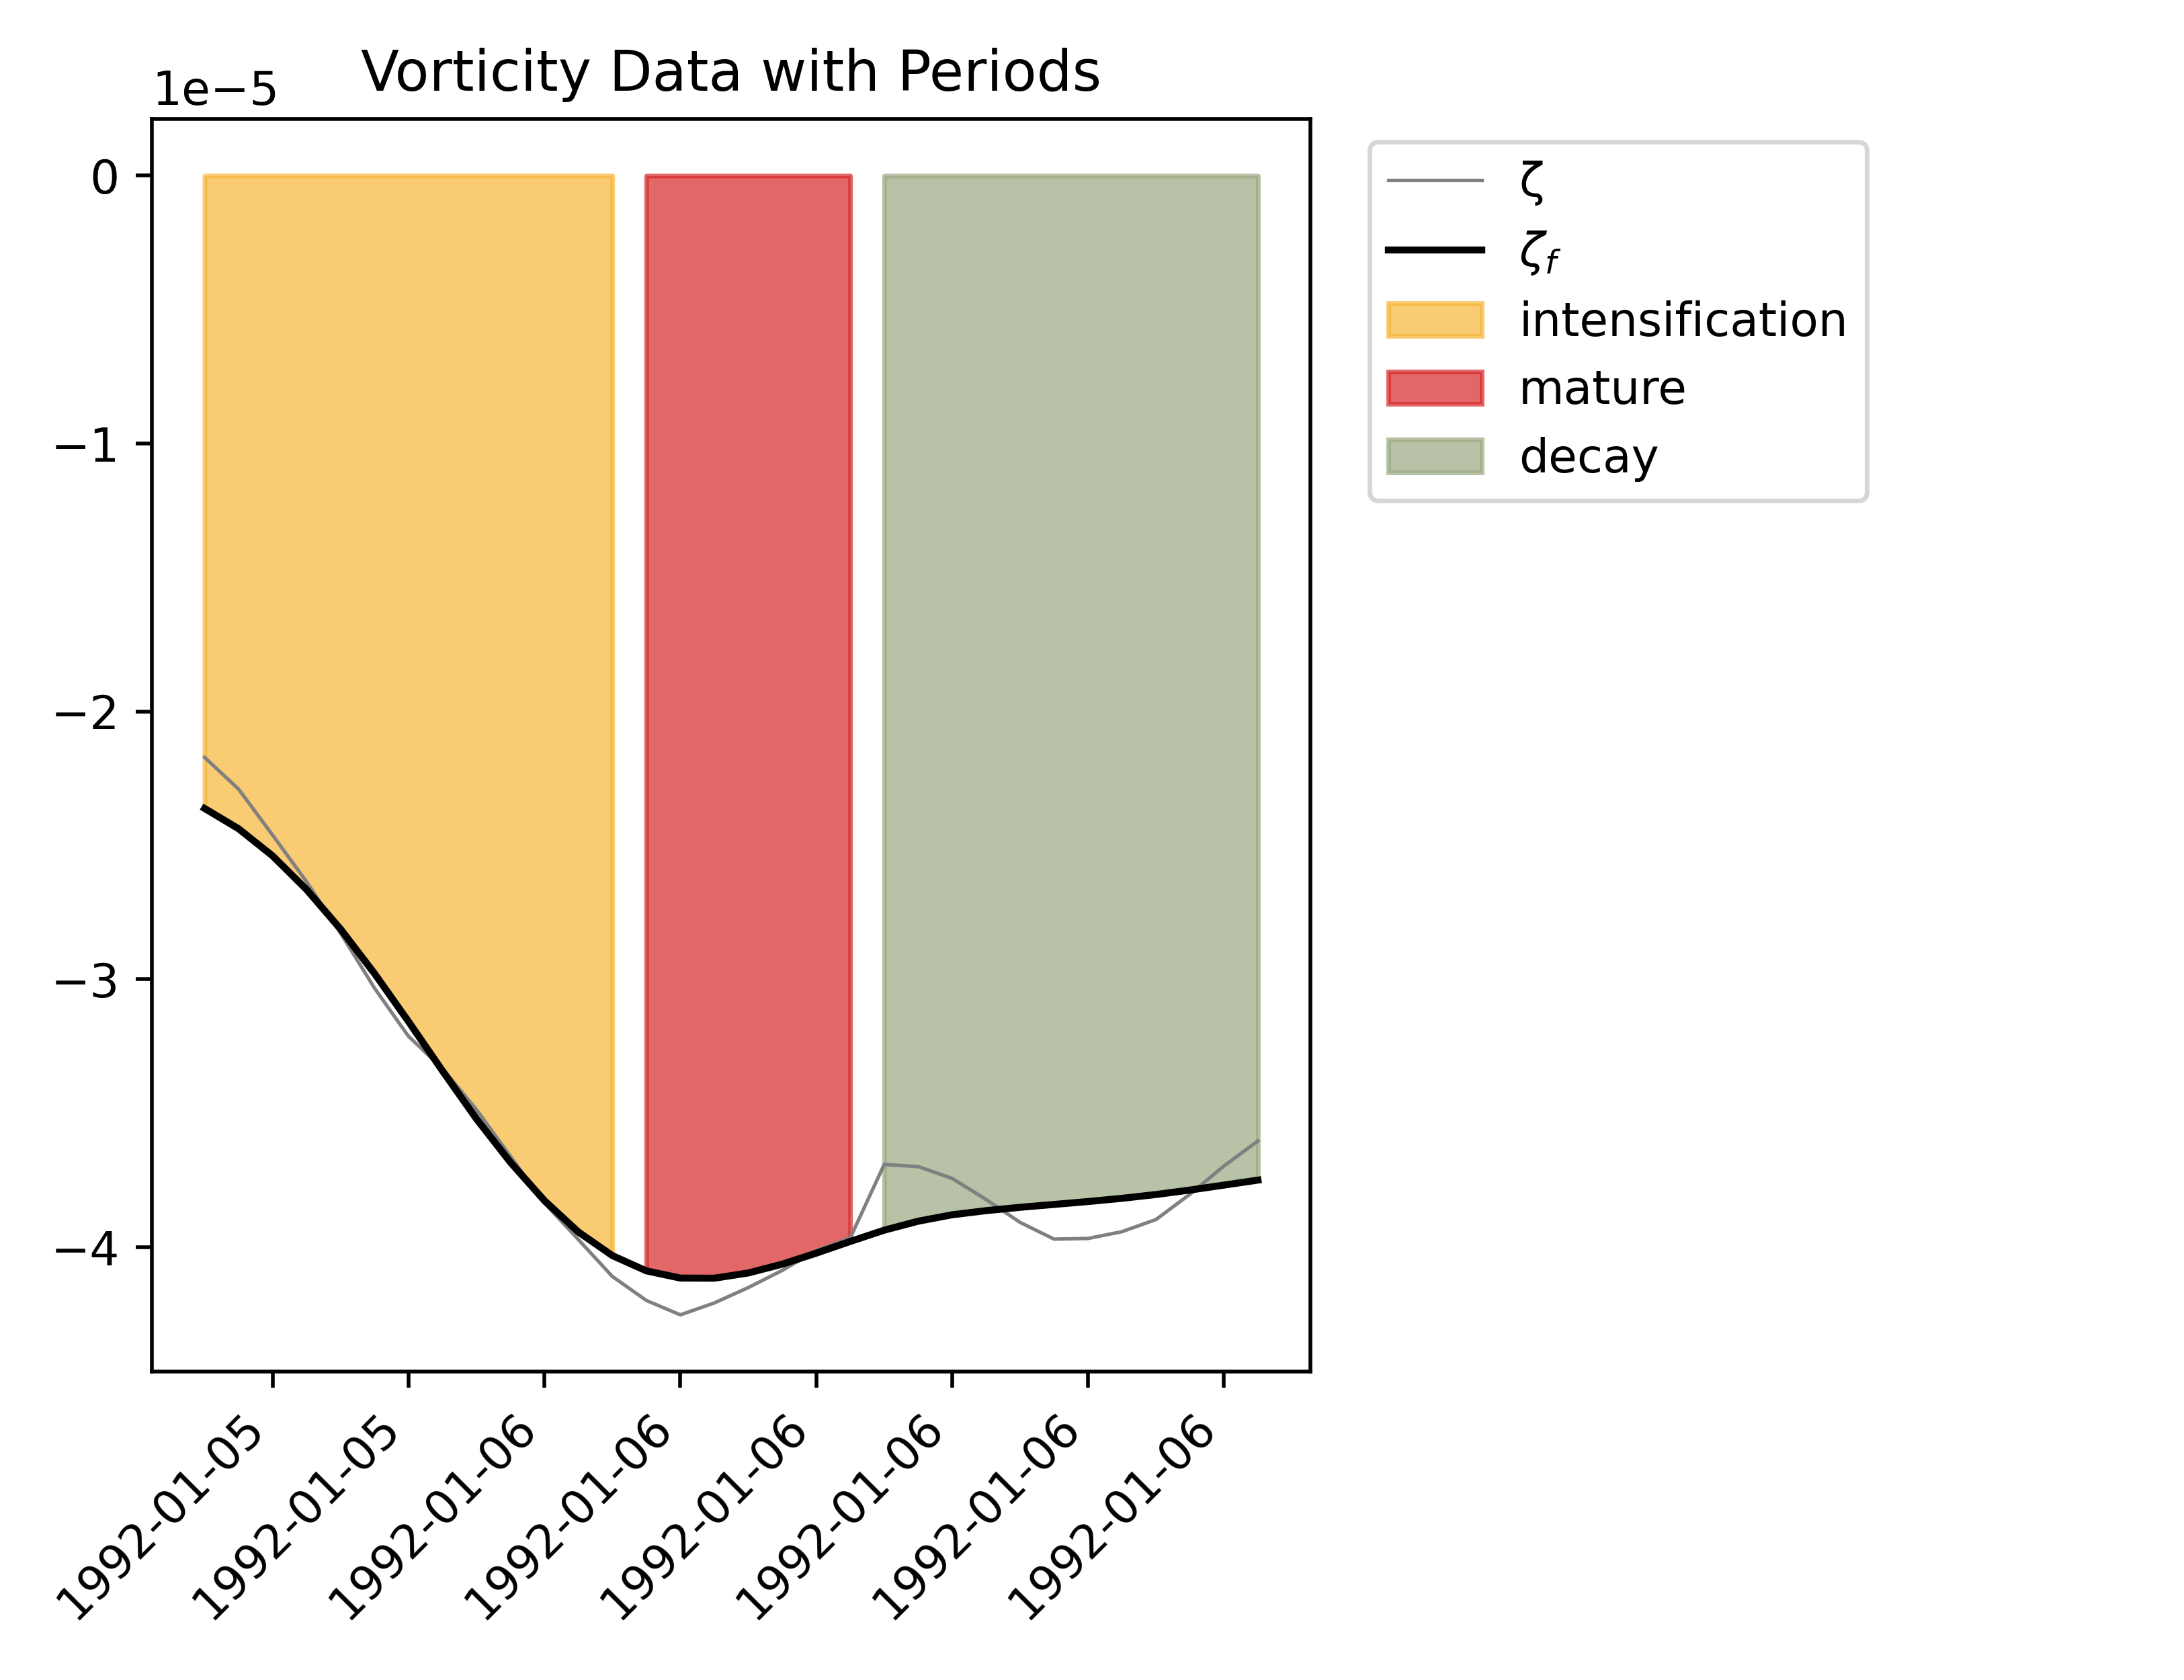 Vorticity Data with Periods
1e−5
0
−1
−2
−3
−4
1992-01-05
1992-01-05
1992-01-06
1992-01-06
1992-01-06
1992-01-06
1992-01-06
1992-01-06
ζ
ζf
intensification
mature
decay